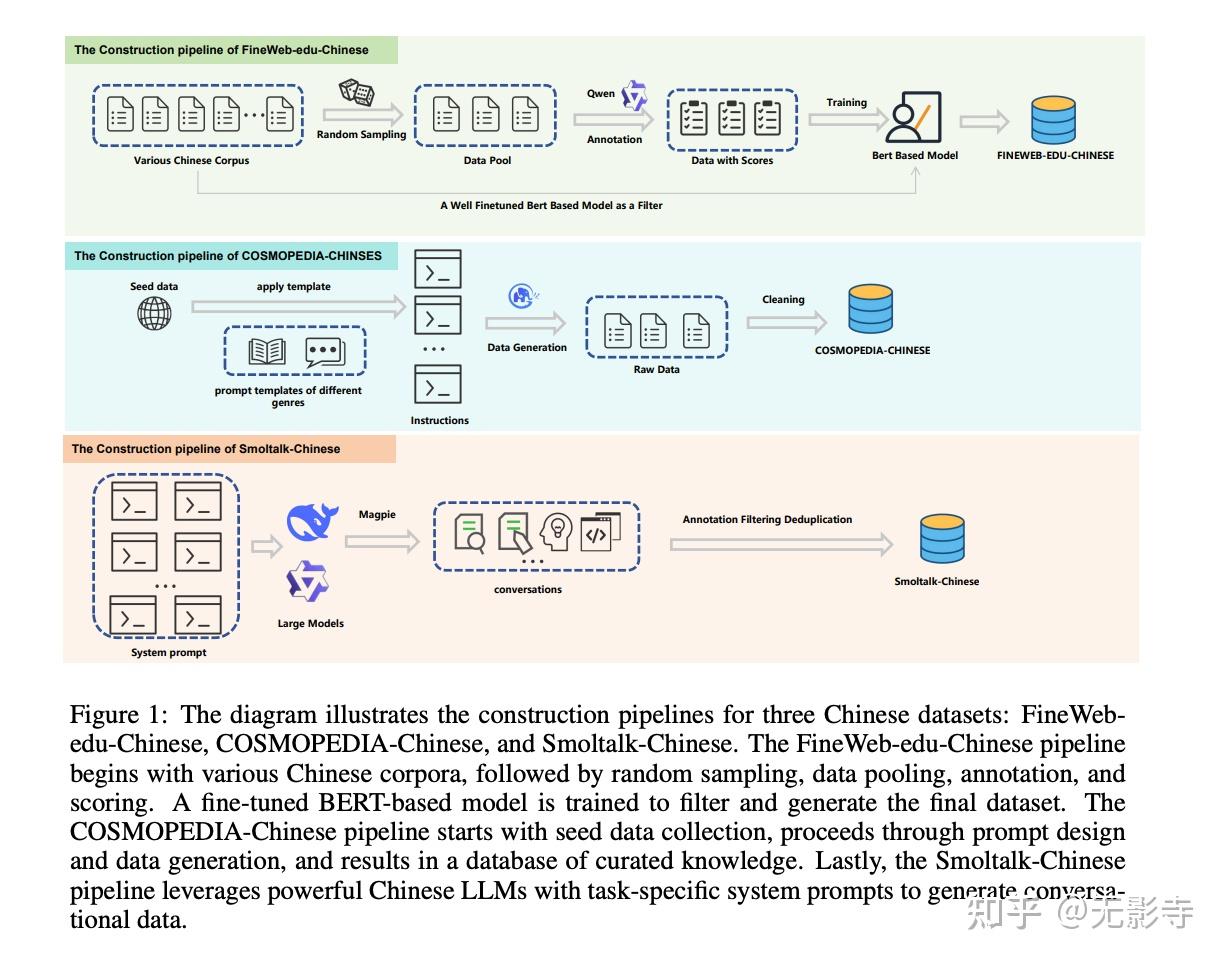 The Construction pipeline of FineWeb-edu-Chinese
Random Sampling
Qwen
Annotation
Training
Various Chinese Corpus
Data Pool
Data with Scores
Bert Based Model
FINEWEB-EDU-CHINESE
A Well Finetuned Bert Based Model as a Filter
The Construction pipeline of COSMOPEDIA-CHINSES
Seed data
apply template
prompt templates of different
genres
Instructions
Data Generation
Raw Data
Cleaning
COSMOPEDIA-CHINESE
The Construction pipeline of Smoltalk-Chinese
System prompt
Large Models
Magpie
conversations
Annotation Filtering Deduplication
Smoltalk-Chinese
Figure 1: The diagram illustrates the construction pipelines for three Chinese datasets: FineWeb-
edu-Chinese, COSMOPEDIA-Chinese, and Smoltalk-Chinese. The FineWeb-edu-Chinese pipeline
begins with various Chinese corpora, followed by random sampling, data pooling, annotation, and
scoring. A fine-tuned BERT-based model is trained to filter and generate the final dataset. The
COSMOPEDIA-Chinese pipeline starts with seed data collection, proceeds through prompt design
and data generation, and results in a database of curated knowledge. Lastly, the Smoltalk-Chinese
pipeline leverages powerful Chinese LLMs with task-specific system prompts to generate conversa-
tional data.
知乎 @无影寺